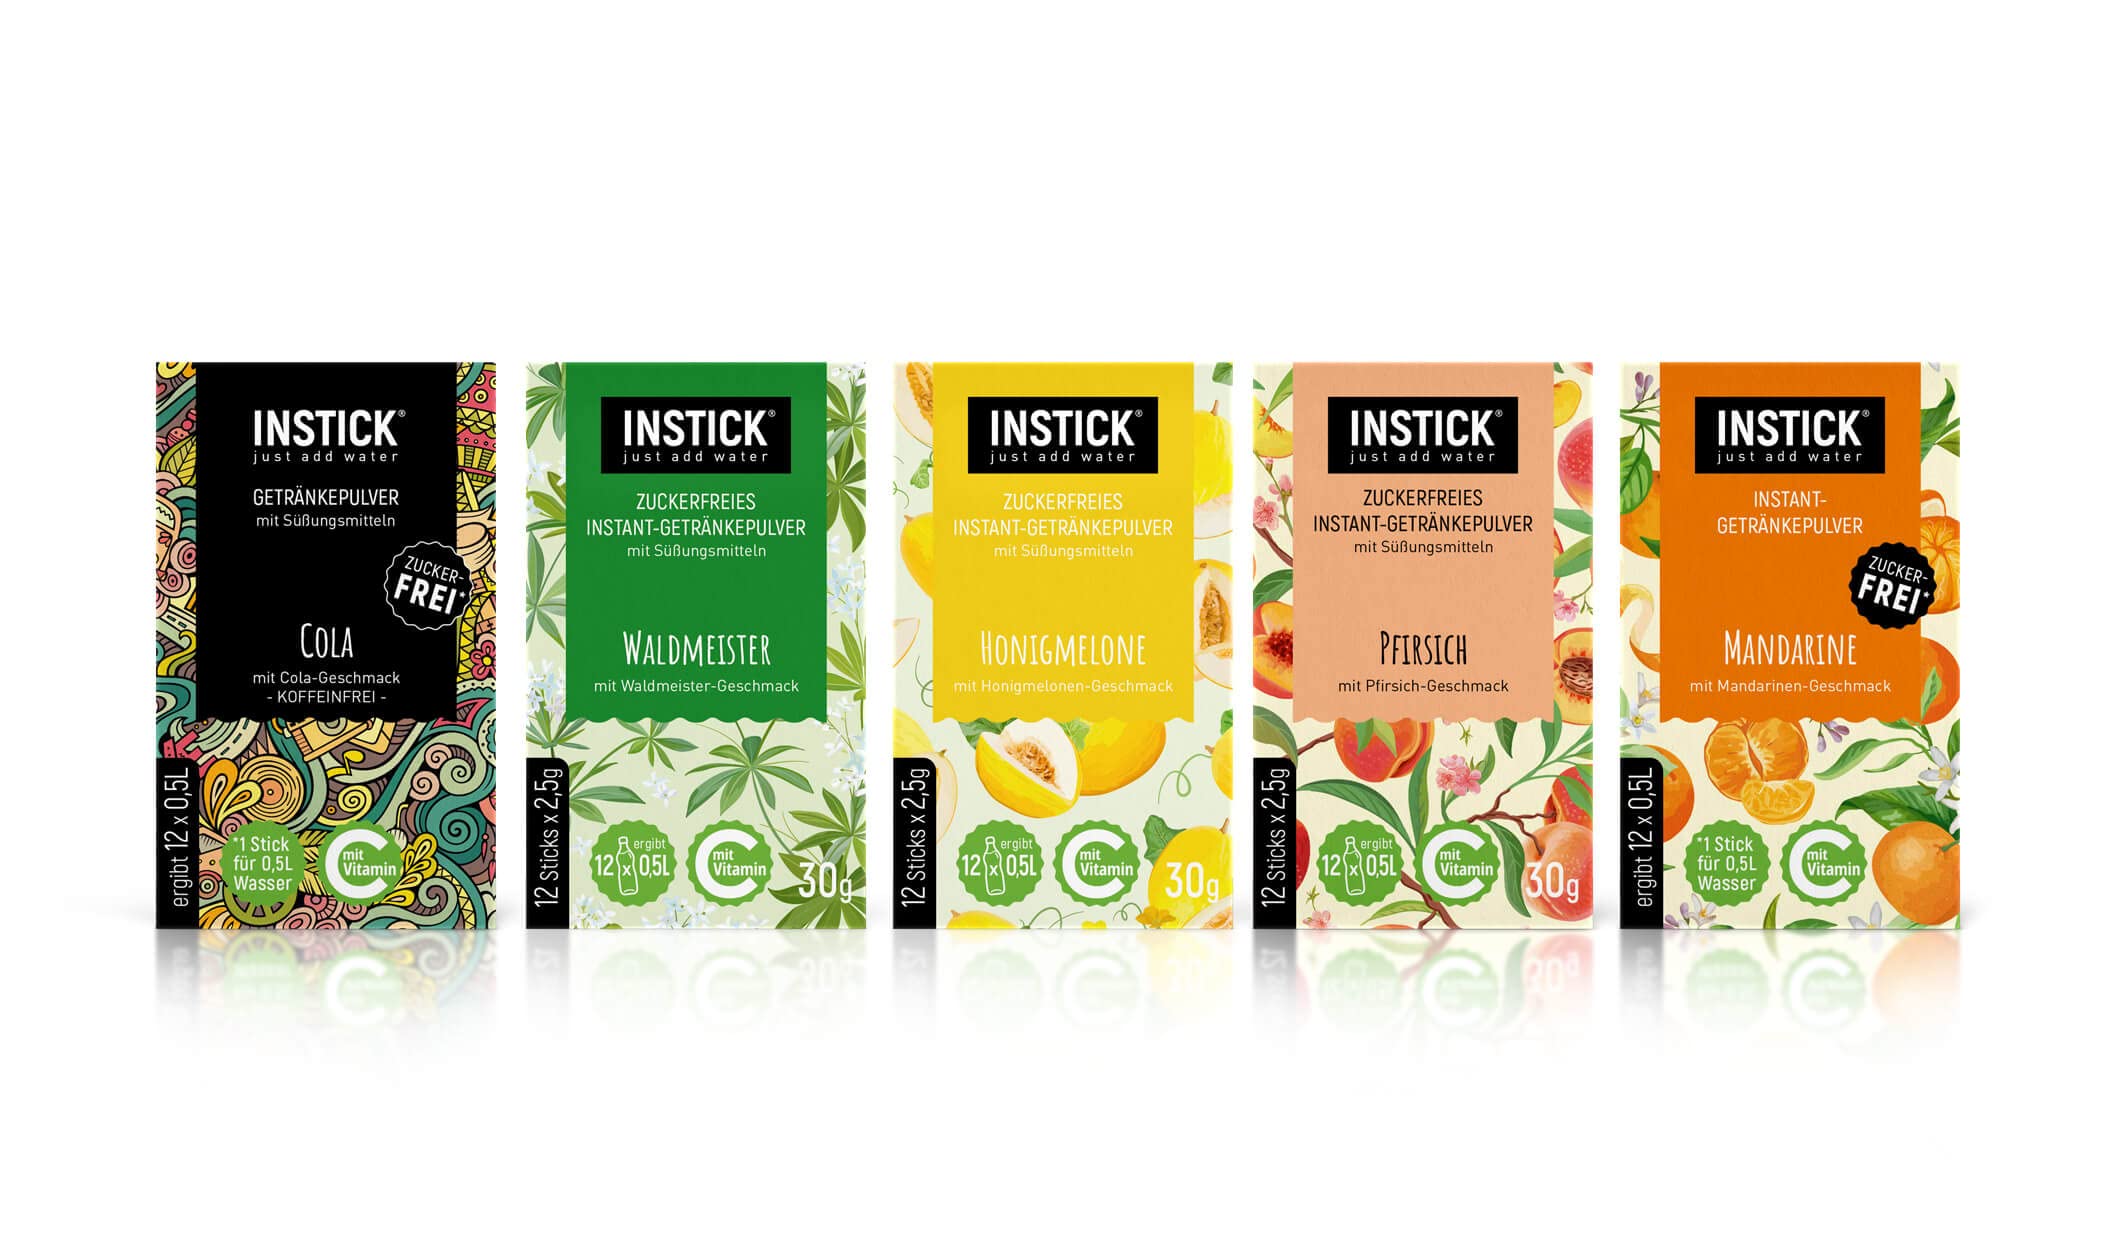 INSTICK®
just add water
GETRÄNKEPULVER
mit Süßungsmitteln
ZUCKER-
FREI*
COLA
mit Cola-Geschmack
- KOFFEINFREI -
ergibt 12 x 0,5L
*1 Stick
für 0,5L
Wasser
C
mit
Vitamin
INSTICK®
just add water
ZUCKERFREIES
INSTANT-GETRÄNKEPULVER
mit Süßungsmitteln
WALDMEISTER
mit Waldmeister-Geschmack
12 Sticks x 2,5g
ergibt
12 x 0,5L
C
mit
Vitamin
30g
INSTICK®
just add water
ZUCKERFREIES
INSTANT-GETRÄNKEPULVER
mit Süßungsmitteln
HONIGMELONE
mit Honigmelonen-Geschmack
12 Sticks x 2,5g
ergibt
12 x 0,5L
C
mit
Vitamin
30g
INSTICK®
just add water
ZUCKERFREIES
INSTANT-GETRÄNKEPULVER
mit Süßungsmitteln
PFIRSICH
mit Pfirsich-Geschmack
12 Sticks x 2,5g
ergibt
12 x 0,5L
C
mit
Vitamin
30g
INSTICK®
just add water
INSTANT-
GETRÄNKEPULVER
ZUCKER-
FREI*
MANDARINE
mit Mandarinen-Geschmack
ergibt 12 x 0,5L
*1 Stick
für 0,5L
Wasser
C
mit
Vitamin